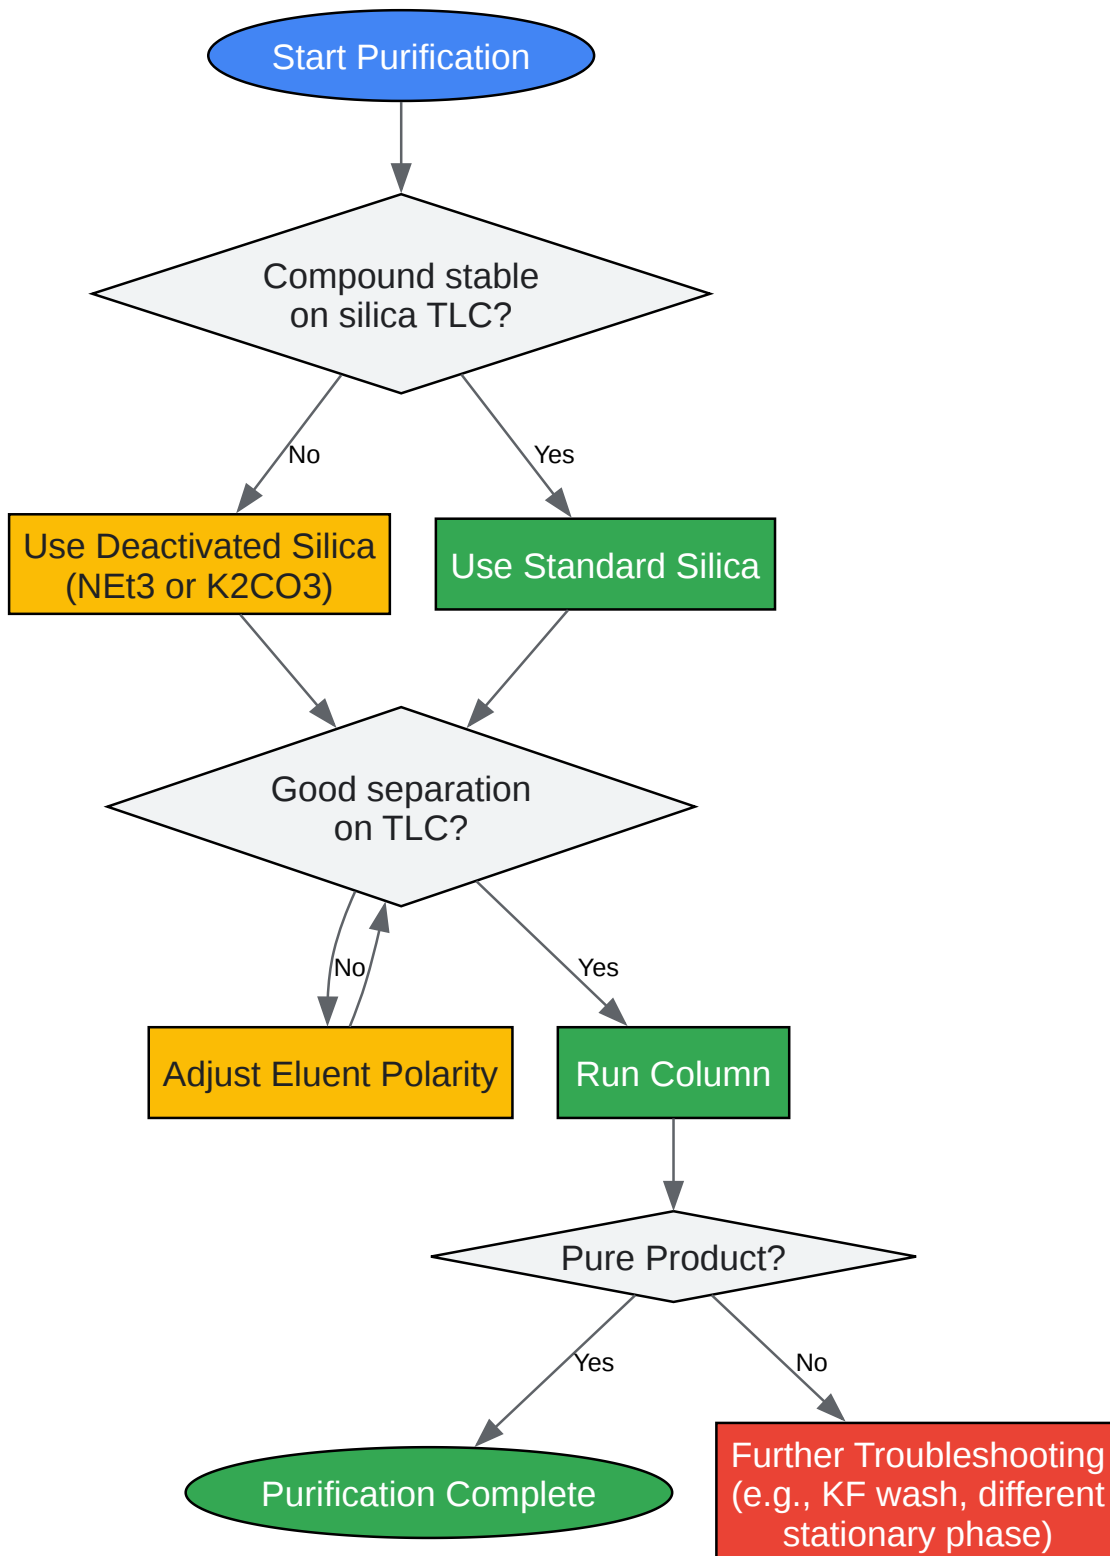 Start Purification
Compound stable
on silica TLC?
No
Yes
Use Deactivated Silica
(NEt3 or K2CO3)
Use Standard Silica
Good separation
on TLC?
No
Yes
Adjust Eluent Polarity
Run Column
Pure Product?
Yes
No
Purification Complete
Further Troubleshooting
(e.g., KF wash, different
stationary phase)